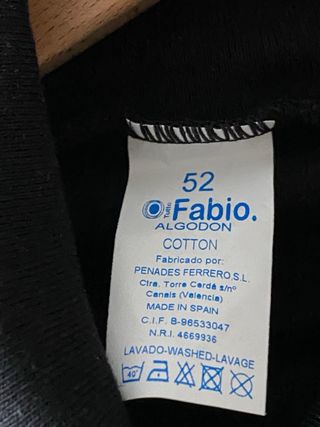 52
Tutto Fabio.
ALGODON
COTTON
Fabricado por:
PENADES FERRERO,S.L.
Ctra. Torre Cerdá s/nº
Canals (Valencia)
MADE IN SPAIN
C.I.F. B-96533047
N.R.I. 4669936
LAVADO-WASHED-LAVAGE
40°